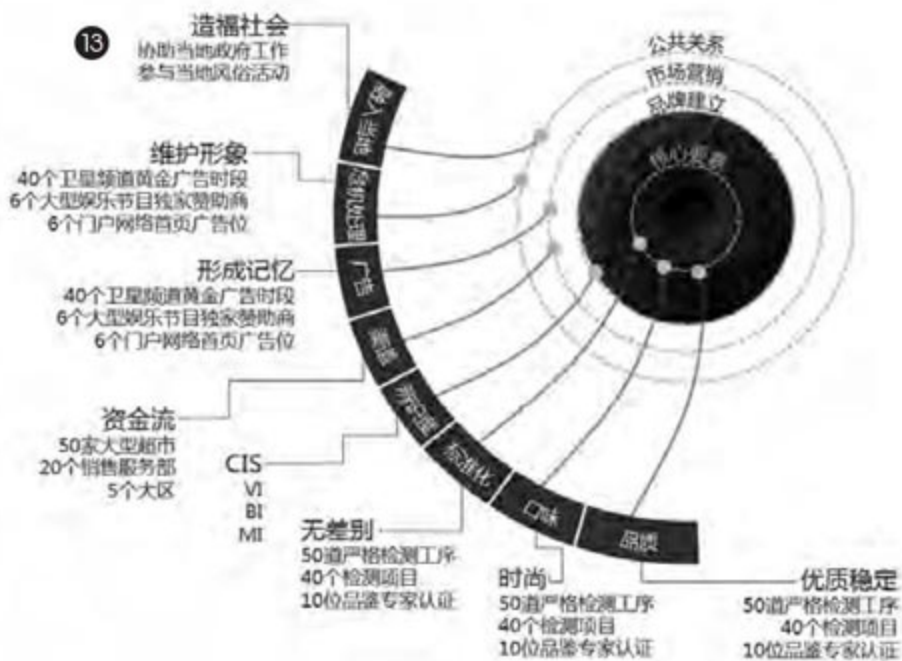 13
造福社会
协助当地政府工作
参与当地风俗活动
维护形象
40个卫星频道黄金广告时段
6个大型娱乐节目独家赞助商
6个门户网络首页广告位
形成记忆
40个卫星频道黄金广告时段
6个大型娱乐节目独家赞助商
6个门户网络首页广告位
资金流
50家大型超市
20个销售服务部
5个大区
CIS
VI
BI
MI
无差别
50道严格检测工序
40个检测项目
10位品鉴专家认证
时尚
50道严格检测工序
40个检测项目
10位品鉴专家认证
优质稳定
50道严格检测工序
40个检测项目
10位品鉴专家认证
融入当地
危机处理
广告
标准化
口味
品质
公共关系
市场营销
品牌建立
核心要素